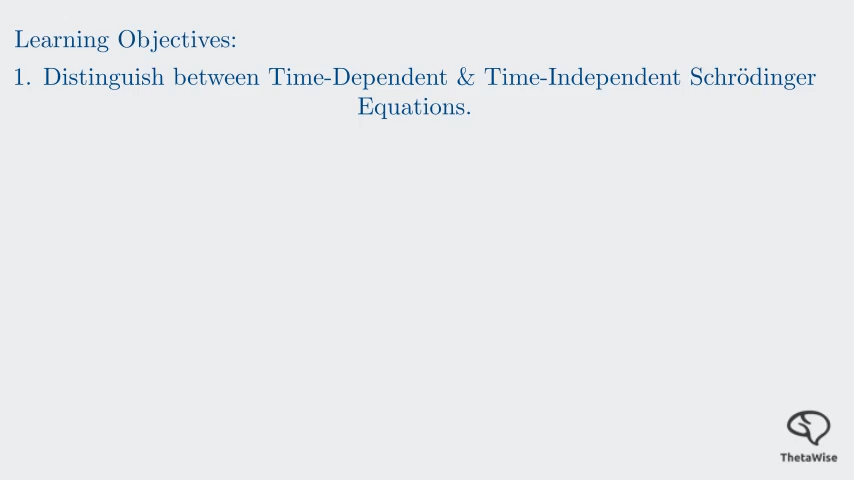 Learning Objectives:
1. Distinguish between Time-Dependent & Time-Independent Schrödinger
Equations.
ThetaWise